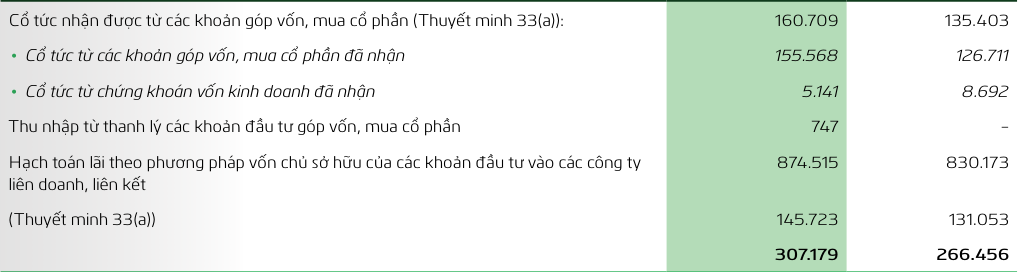 Cổ tức nhận được từ các khoản góp vốn, mua cổ phần (Thuyết minh 33(a)): 160.709 135.403
• Cổ tức từ các khoản góp vốn, mua cổ phần đã nhận 155.568 126.711
• Cổ tức từ chứng khoán vốn kinh doanh đã nhận 5.141 8.692
Thu nhập từ thanh lý các khoản đầu tư góp vốn, mua cổ phần 747 –
Hạch toán lãi theo phương pháp vốn chủ sở hữu của các khoản đầu tư vào các công ty 874.515 830.173
liên doanh, liên kết
(Thuyết minh 33(a)) 145.723 131.053
307.179 266.456